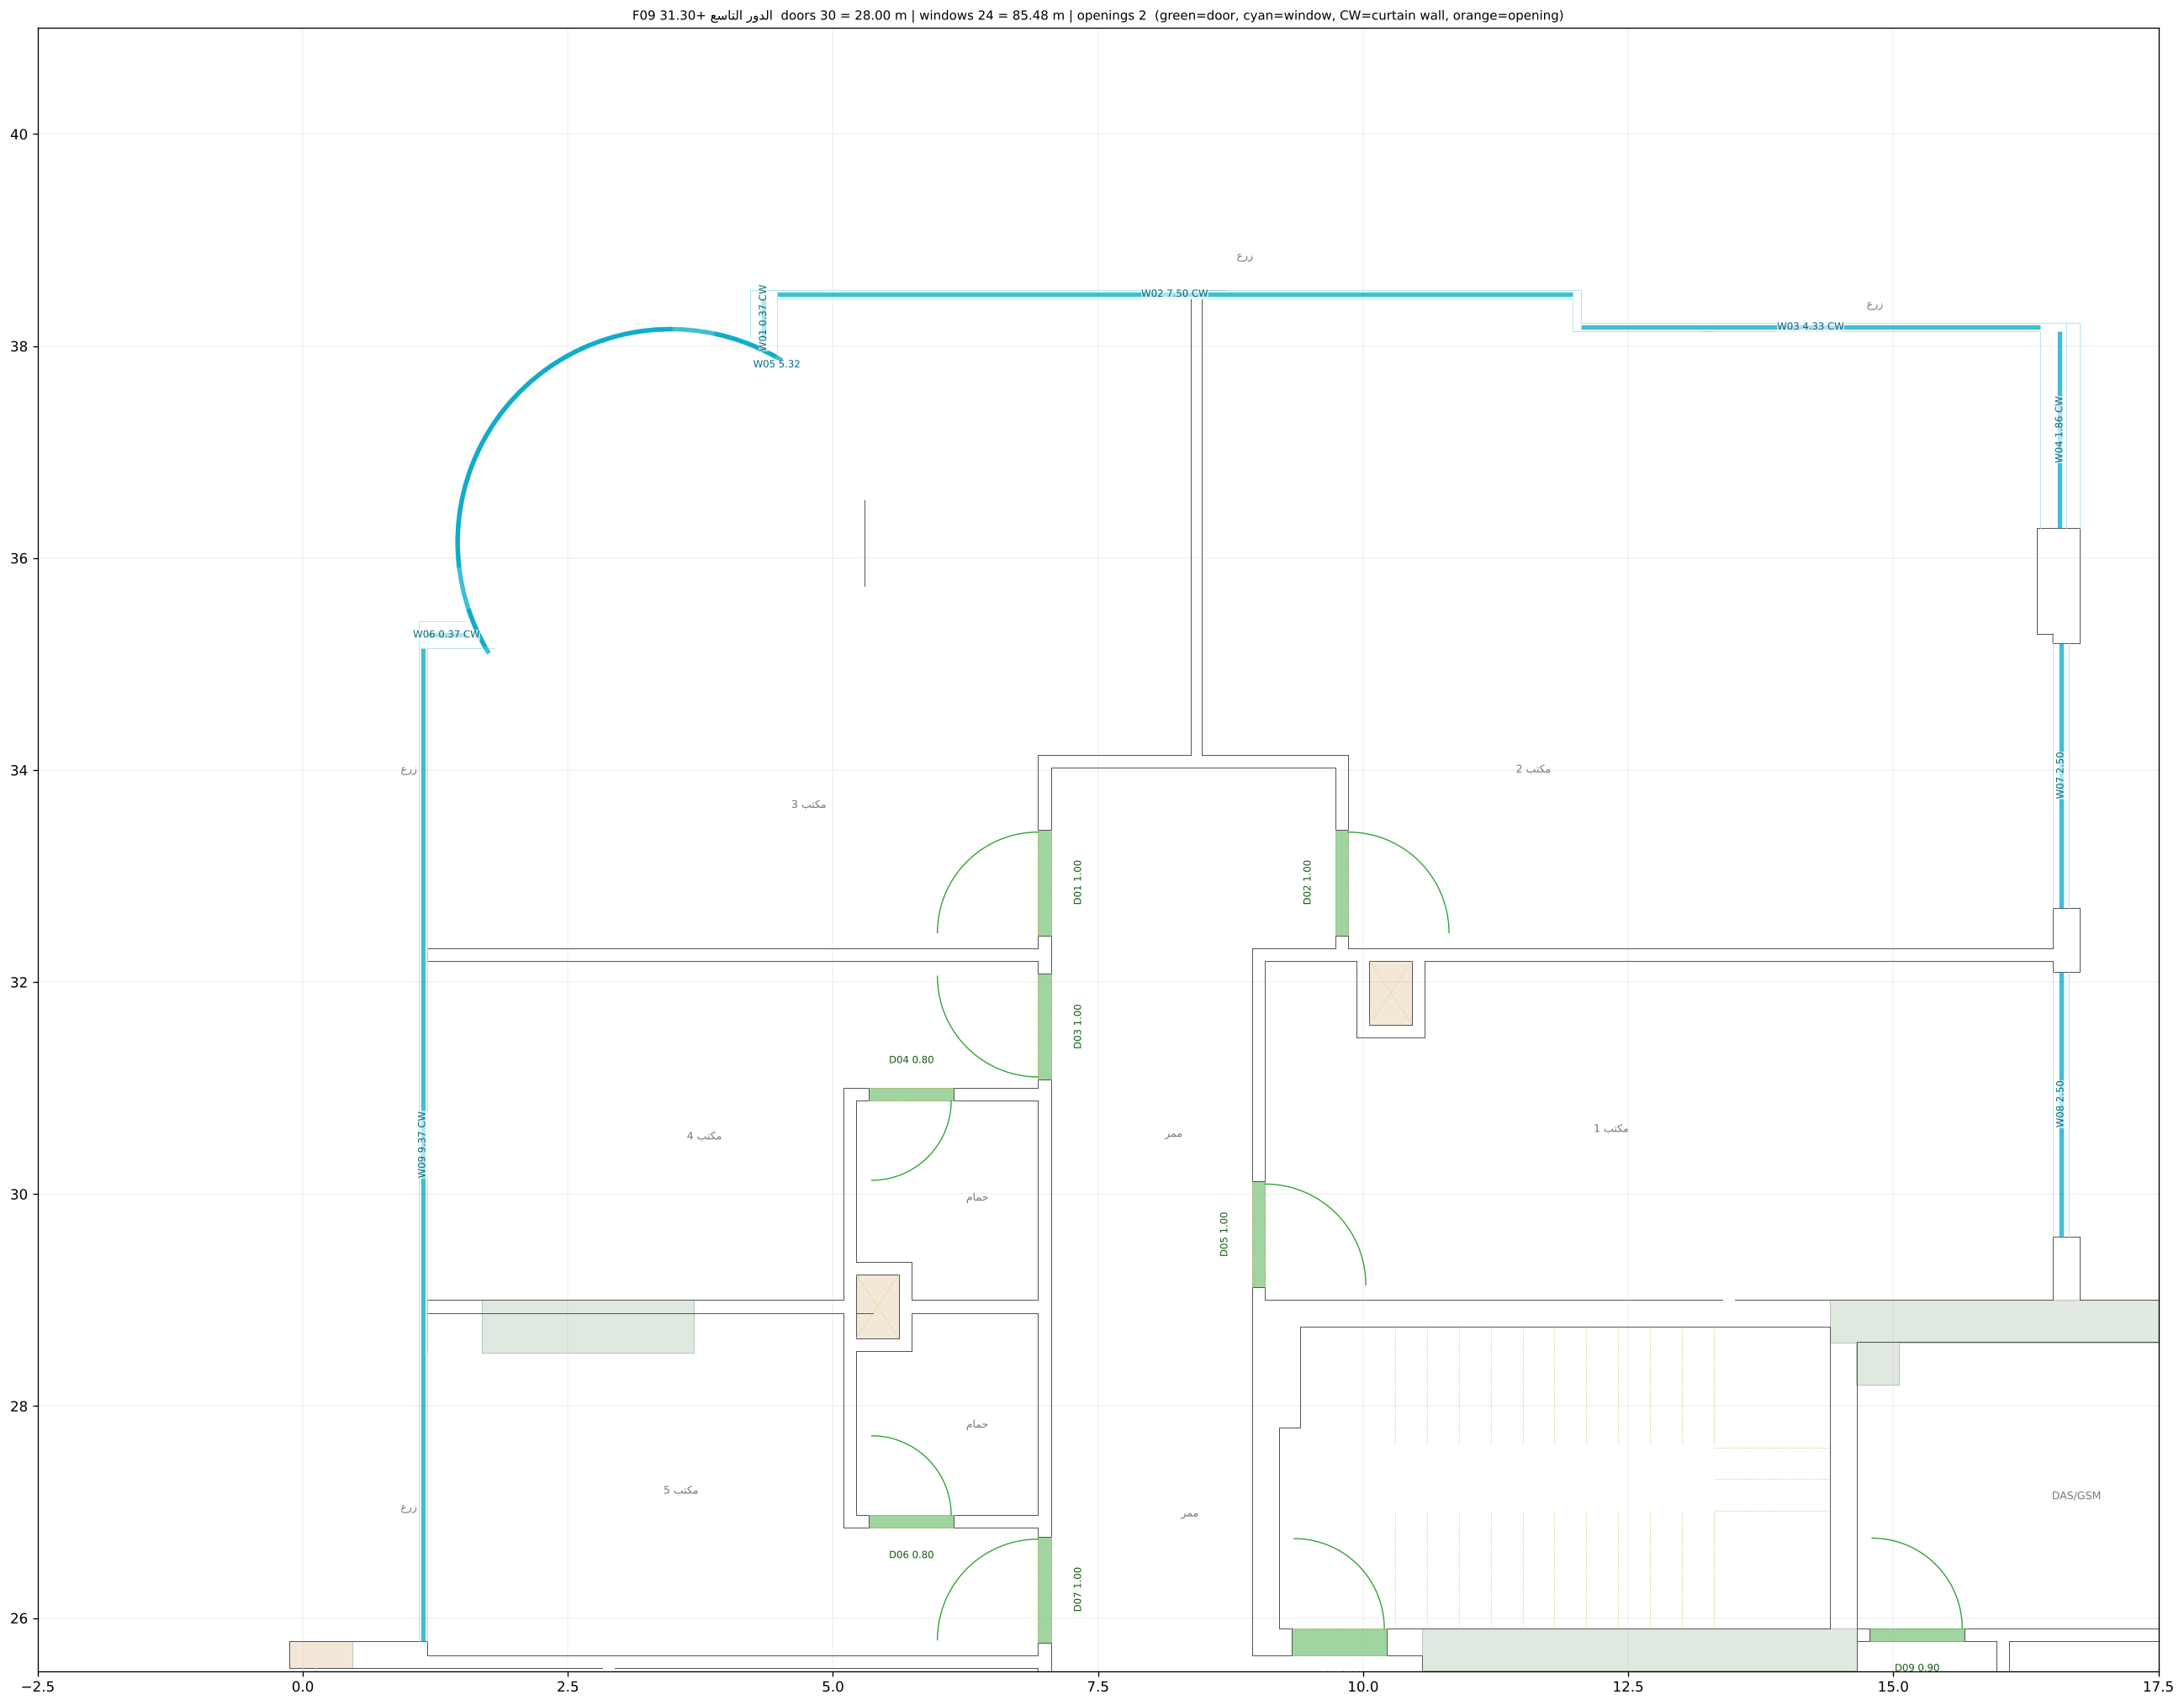 F09 31.30+ الدور التاسع doors 30 = 28.00 m | windows 24 = 85.48 m | openings 2 (green=door, cyan=window, CW=curtain wall, orange=opening)
40
زرع
W01 0.37 CW
W02 7.50 CW
زرع
W03 4.33 CW
38
W05 5.32
W04 1.86 CW
36
W06 0.37 CW
34
زرع
مكتب 3
مكتب 2
W07 2.50
D01 1.00
D02 1.00
32
D03 1.00
D04 0.80
W09 9.37 CW
مكتب 4
ممر
مكتب 1
W08 2.50
30
حمام
D05 1.00
28
حمام
مكتب 5
زرع
ممر
DAS/GSM
D06 0.80
D07 1.00
26
D09 0.90
−2.5
0.0
2.5
5.0
7.5
10.0
12.5
15.0
17.5